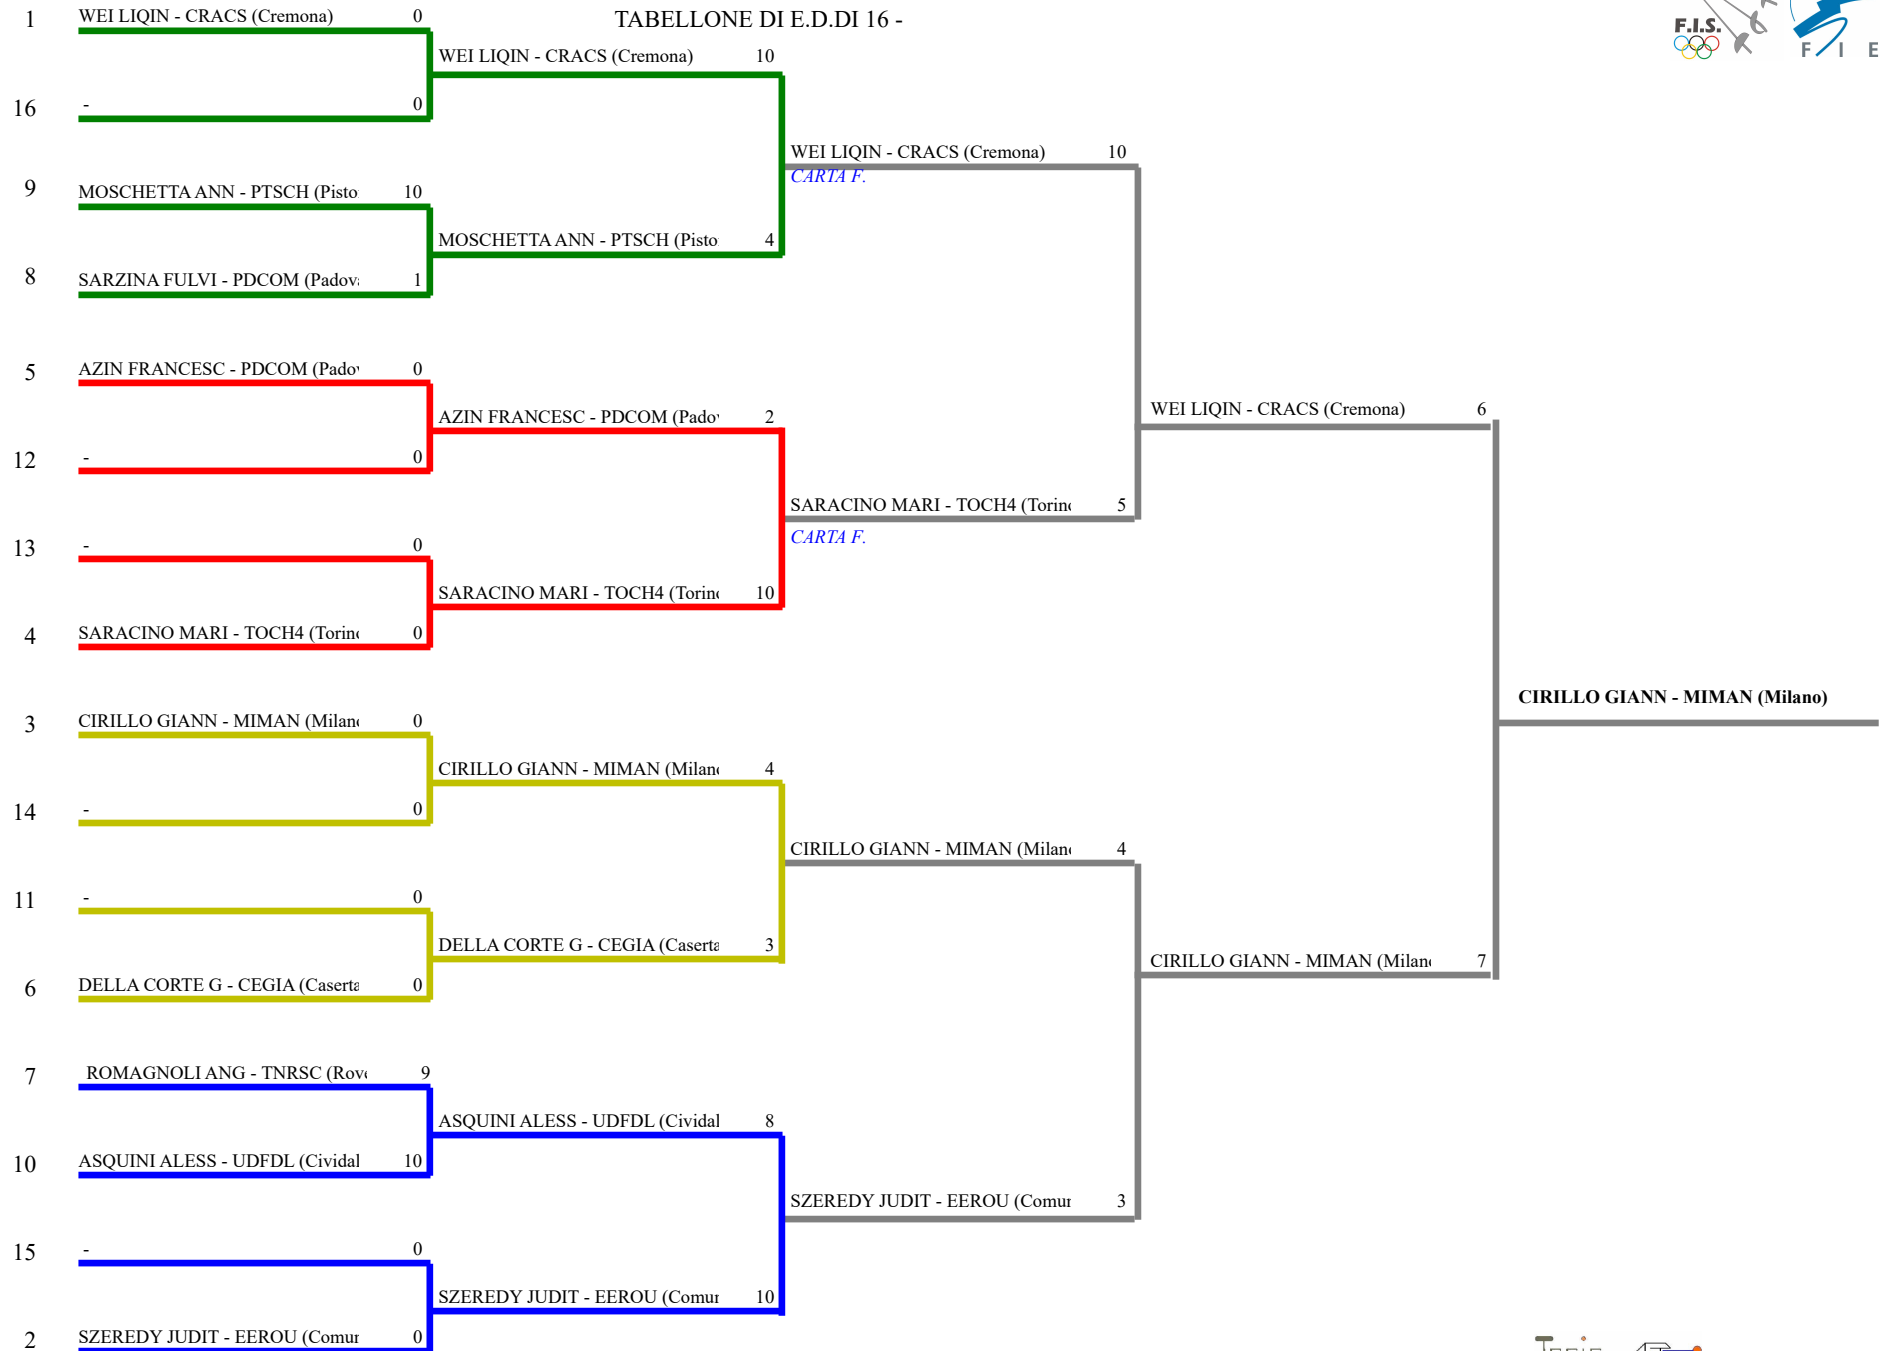 TABELLONE DI E.D.DI 16 -
F.I.S.
F I E
1 WEI LIQIN - CRACS (Cremona) 0
WEI LIQIN - CRACS (Cremona) 10
16 - 0
WEI LIQIN - CRACS (Cremona) 10
CARTA F.
9 MOSCHETTA ANN - PTSCH (Pisto 10
MOSCHETTA ANN - PTSCH (Pisto 4
8 SARZINA FULVI - PDCOM (Padov 1
5 AZIN FRANCESC - PDCOM (Pado 0
AZIN FRANCESC - PDCOM (Pado 2
WEI LIQIN - CRACS (Cremona) 6
12 - 0
SARACINO MARI - TOCH4 (Torin 5
CARTA F.
13 - 0
SARACINO MARI - TOCH4 (Torin 10
4 SARACINO MARI - TOCH4 (Torin 0
CIRILLO GIANN - MIMAN (Milano)
3 CIRILLO GIANN - MIMAN (Milan 0
CIRILLO GIANN - MIMAN (Milan 4
14 - 0
CIRILLO GIANN - MIMAN (Milan 4
11 - 0
DELLA CORTE G - CEGIA (Caserta 3
CIRILLO GIANN - MIMAN (Milan 7
6 DELLA CORTE G - CEGIA (Caserta 0
7 ROMAGNOLI ANG - TNRSC (Rov 9
ASQUINI ALESS - UDFDL (Cividal 8
10 ASQUINI ALESS - UDFDL (Cividal 10
SZEREDY JUDIT - EEROU (Comu 3
15 - 0
SZEREDY JUDIT - EEROU (Comu 10
2 SZEREDY JUDIT - EEROU (Comu 0